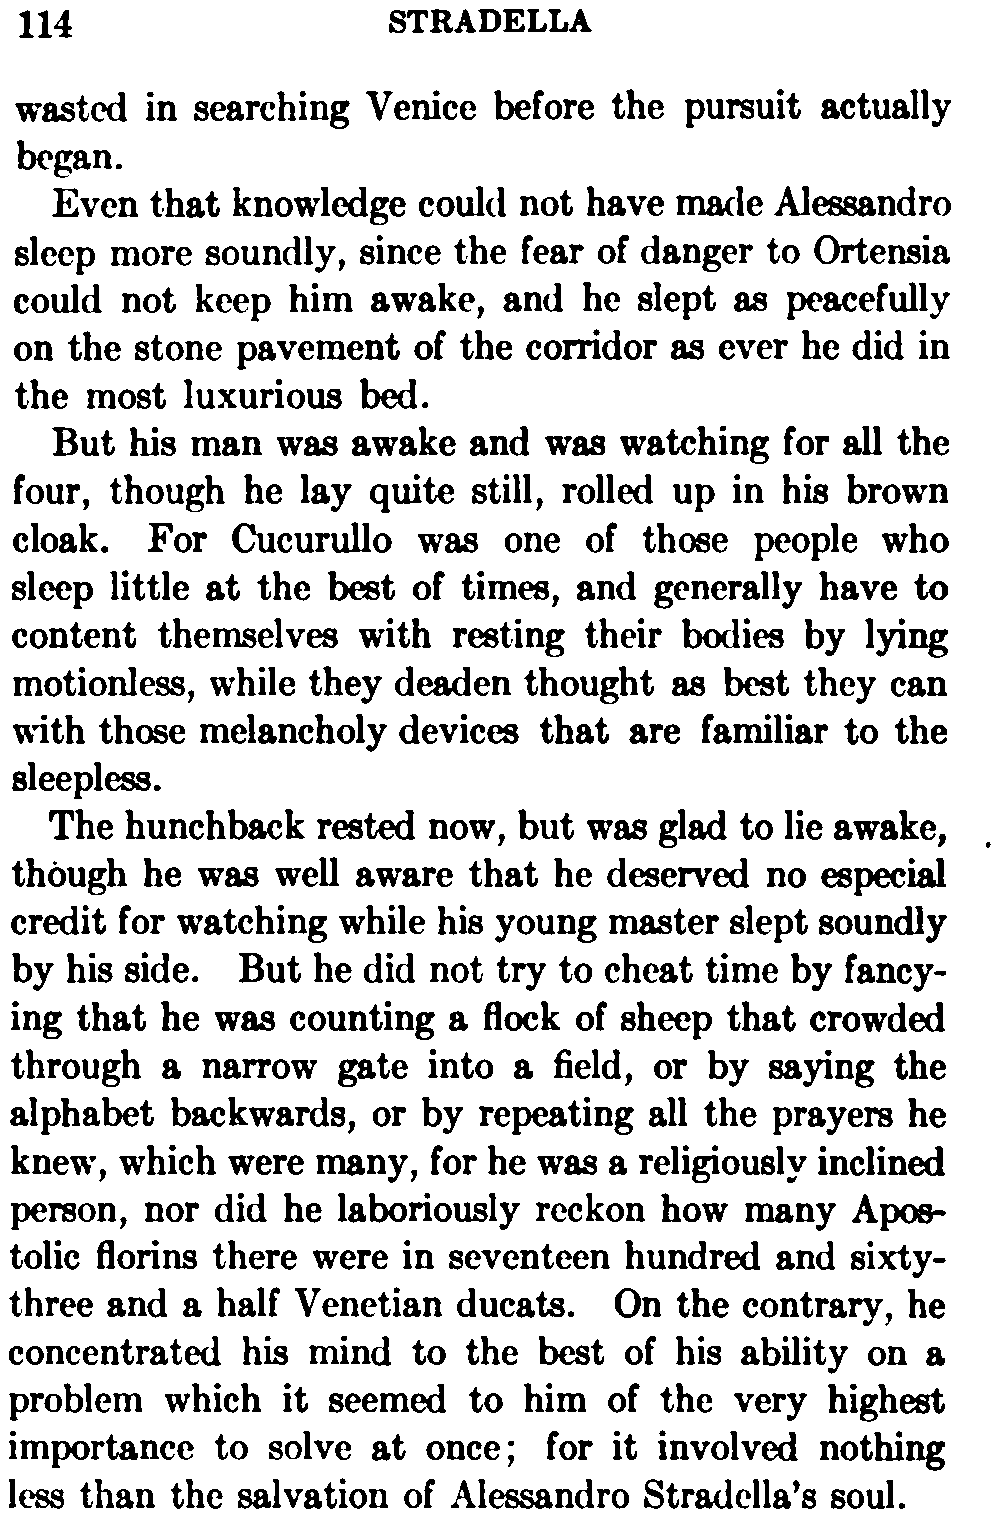 114 STRADELLA
wasted in searching Venice before the pursuit actually
began.
Even that knowledge could not have made Alessandro
sleep more soundly, since the fear of danger to Ortensia
could not keep him awake, and he slept as peacefully
on the stone pavement of the corridor as ever he did in
the most luxurious bed.
But his man was awake and was watching for all the
four, though he lay quite still, rolled up in his brown
cloak. For Cucurullo was one of those people who
sleep little at the best of times, and generally have to
content themselves with resting their bodies by lying
motionless, while they deaden thought as best they can
with those melancholy devices that are familiar to the
sleepless.
The hunchback rested now, but was glad to lie awake,
though he was well aware that he deserved no especial
credit for watching while his young master slept soundly
by his side. But he did not try to cheat time by fancy-
ing that he was counting a flock of sheep that crowded
through a narrow gate into a field, or by saying the
alphabet backwards, or by repeating all the prayers he
knew, which were many, for he was a religiously inclined
person, nor did he laboriously reckon how many Apos-
tolic florins there were in seventeen hundred and sixty-
three and a half Venetian ducats. On the contrary, he
concentrated his mind to the best of his ability on a
problem which it seemed to him of the very highest
importance to solve at once; for it involved nothing
less than the salvation of Alessandro Stradella's soul.